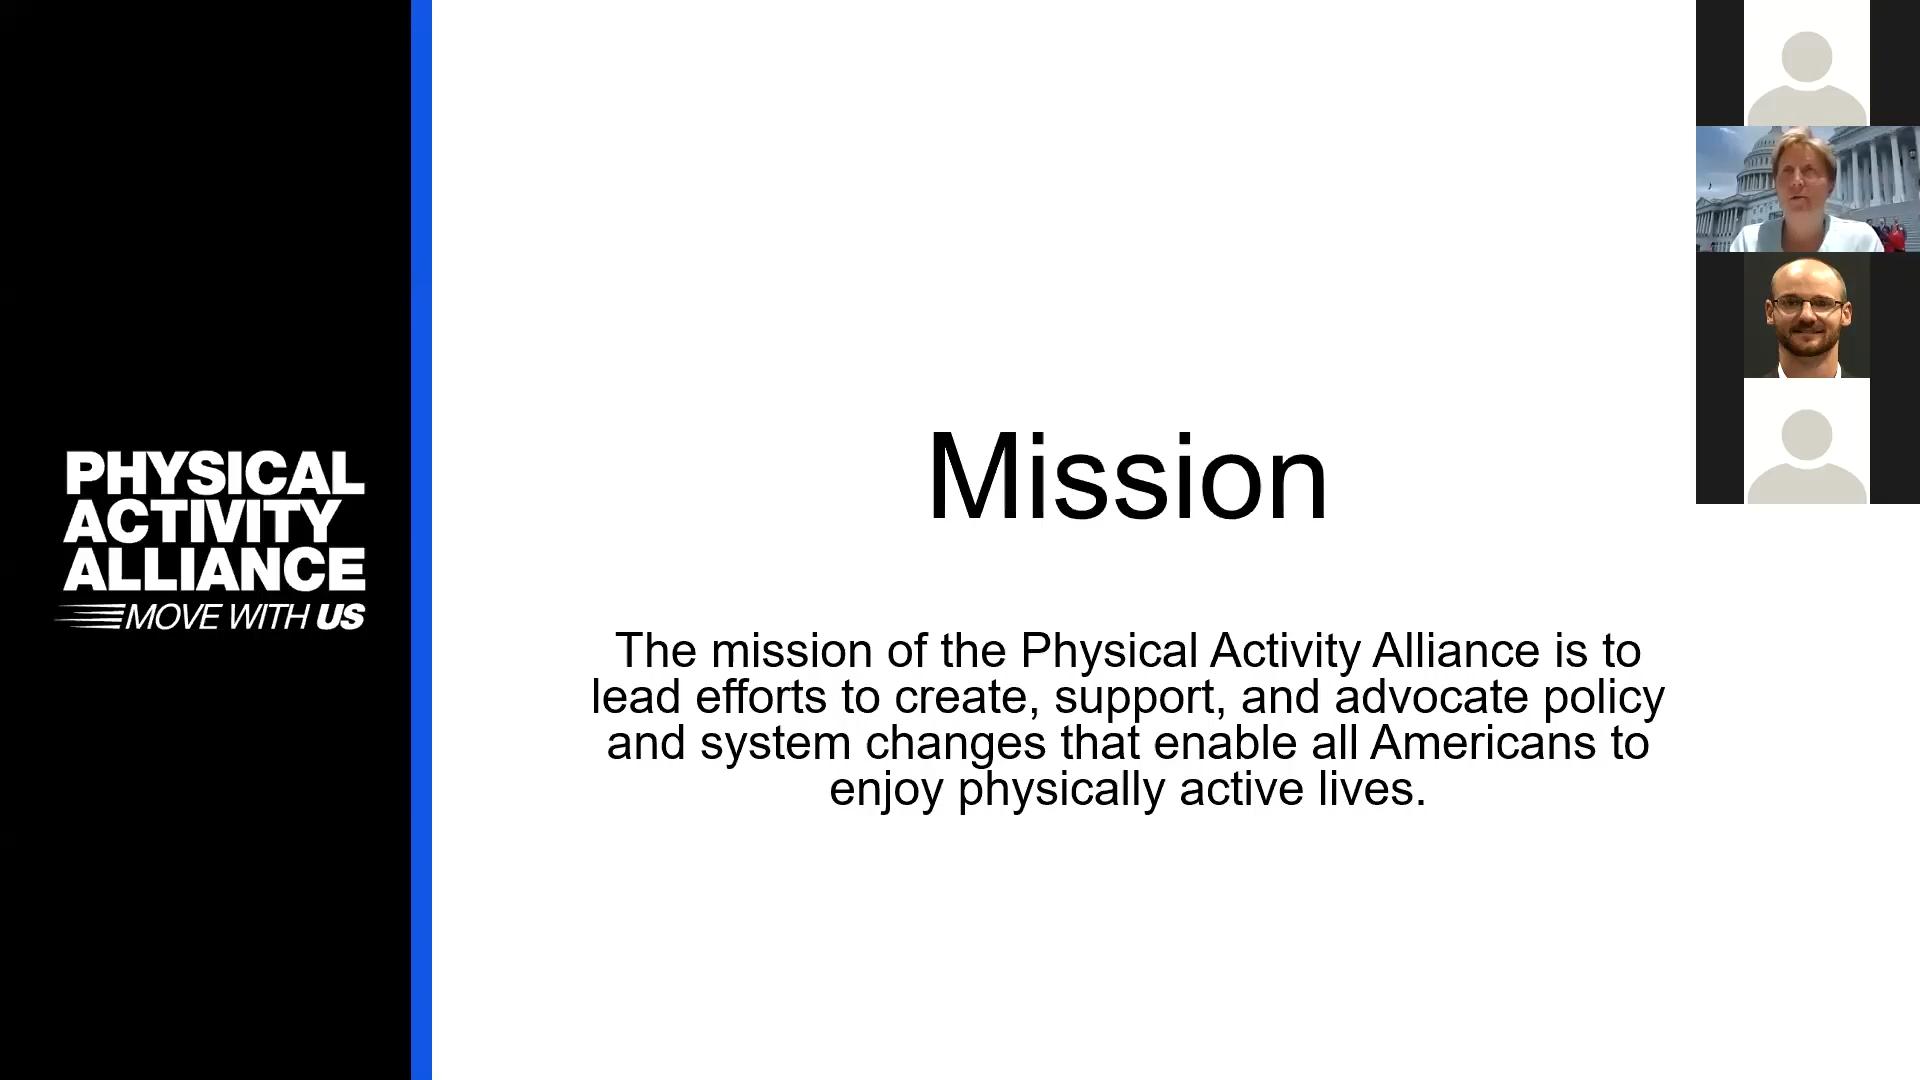 PHYSICAL
ACTIVITY
ALLIANCE
MOVE WITH US
Mission
The mission of the Physical Activity Alliance is to
lead efforts to create, support, and advocate policy
and system changes that enable all Americans to
enjoy physically active lives.